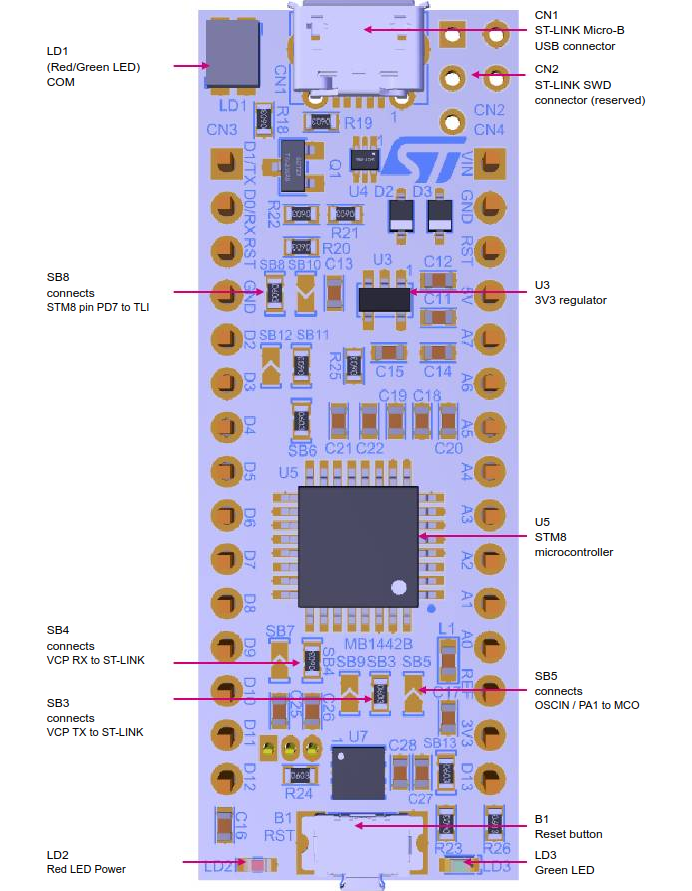 CN1
ST-LINK Micro-B
USB connector
LD1
(Red/Green LED)
COM
CN2
ST-LINK SWD
connector (reserved)
CN1
1
LD1
R18
R19
CN2
CN3
CN4
1
ST
D1/TX
Q1
VIN
U4
D2
D3
D0/RX
R22
GND
R21
RST
R20
U3
RST
SB8
SB10
C13
1
C12
SB8
connects
STM8 pin PD7 to TLI
U3
3V3 regulator
GND
C11
5V
D2
SB12
SB11
A7
R25
C15
C14
D3
A6
C19
C18
D4
A5
SB6
C21
C22
C20
U5
D5
A4
D6
A3
U5
STM8
microcontroller
D7
A2
D8
A1
SB4
connects
VCP RX to ST-LINK
SB7
MB1442B
L1
D9
SB4
A0
SB9
SB3
SB5
SB5
connects
OSCIN / PA1 to MCO
D10
REF
SB3
connects
VCP TX to ST-LINK
C25
C26
C17
D11
1
U7
3V3
C28
SB13
D12
D13
R24
C27
C16
B1
RST
B1
Reset button
R23
R26
LD2
Red LED Power
LD2
LD3
LD3
Green LED